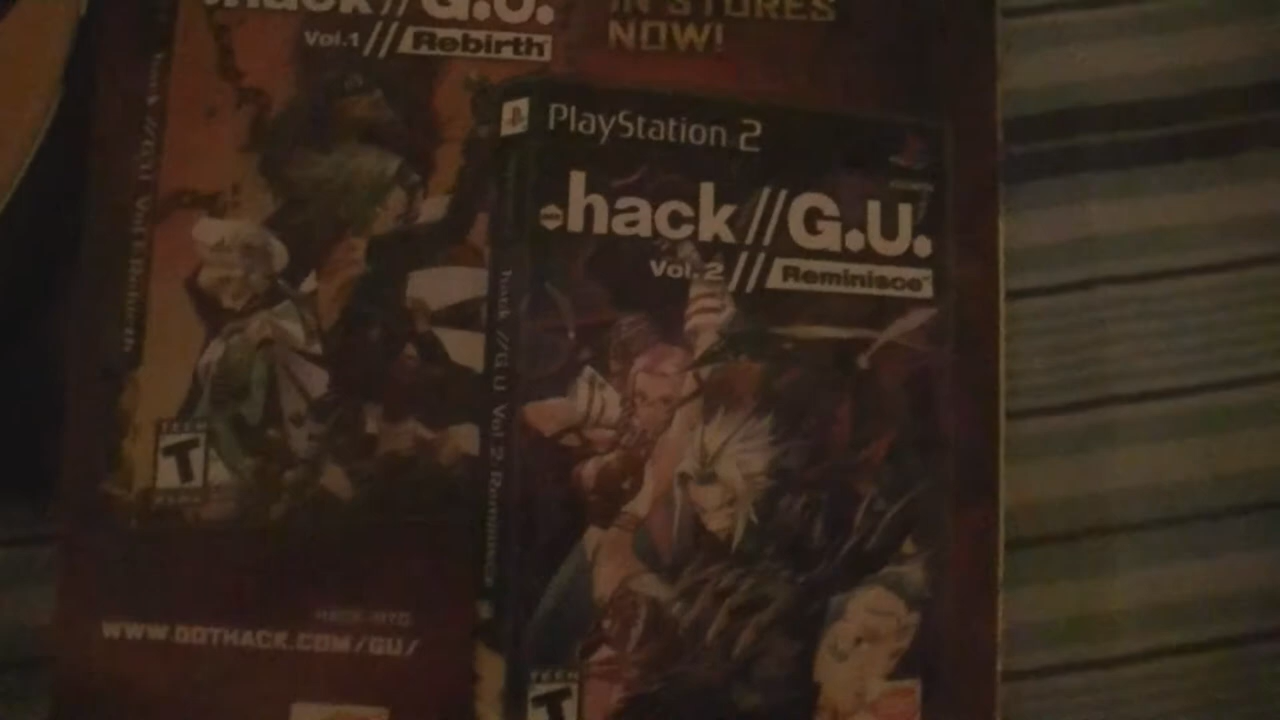 .hack//G.U.
Vol.1 // Rebirth
IN STORES
NOW!
PlayStation 2
.hack//G.U.
Vol.2 // Reminisce
.hack //G.U. Vol.2 Reminisce
TEEN
T
WWW.DOTHACK.COM/GU/
TEEN
T